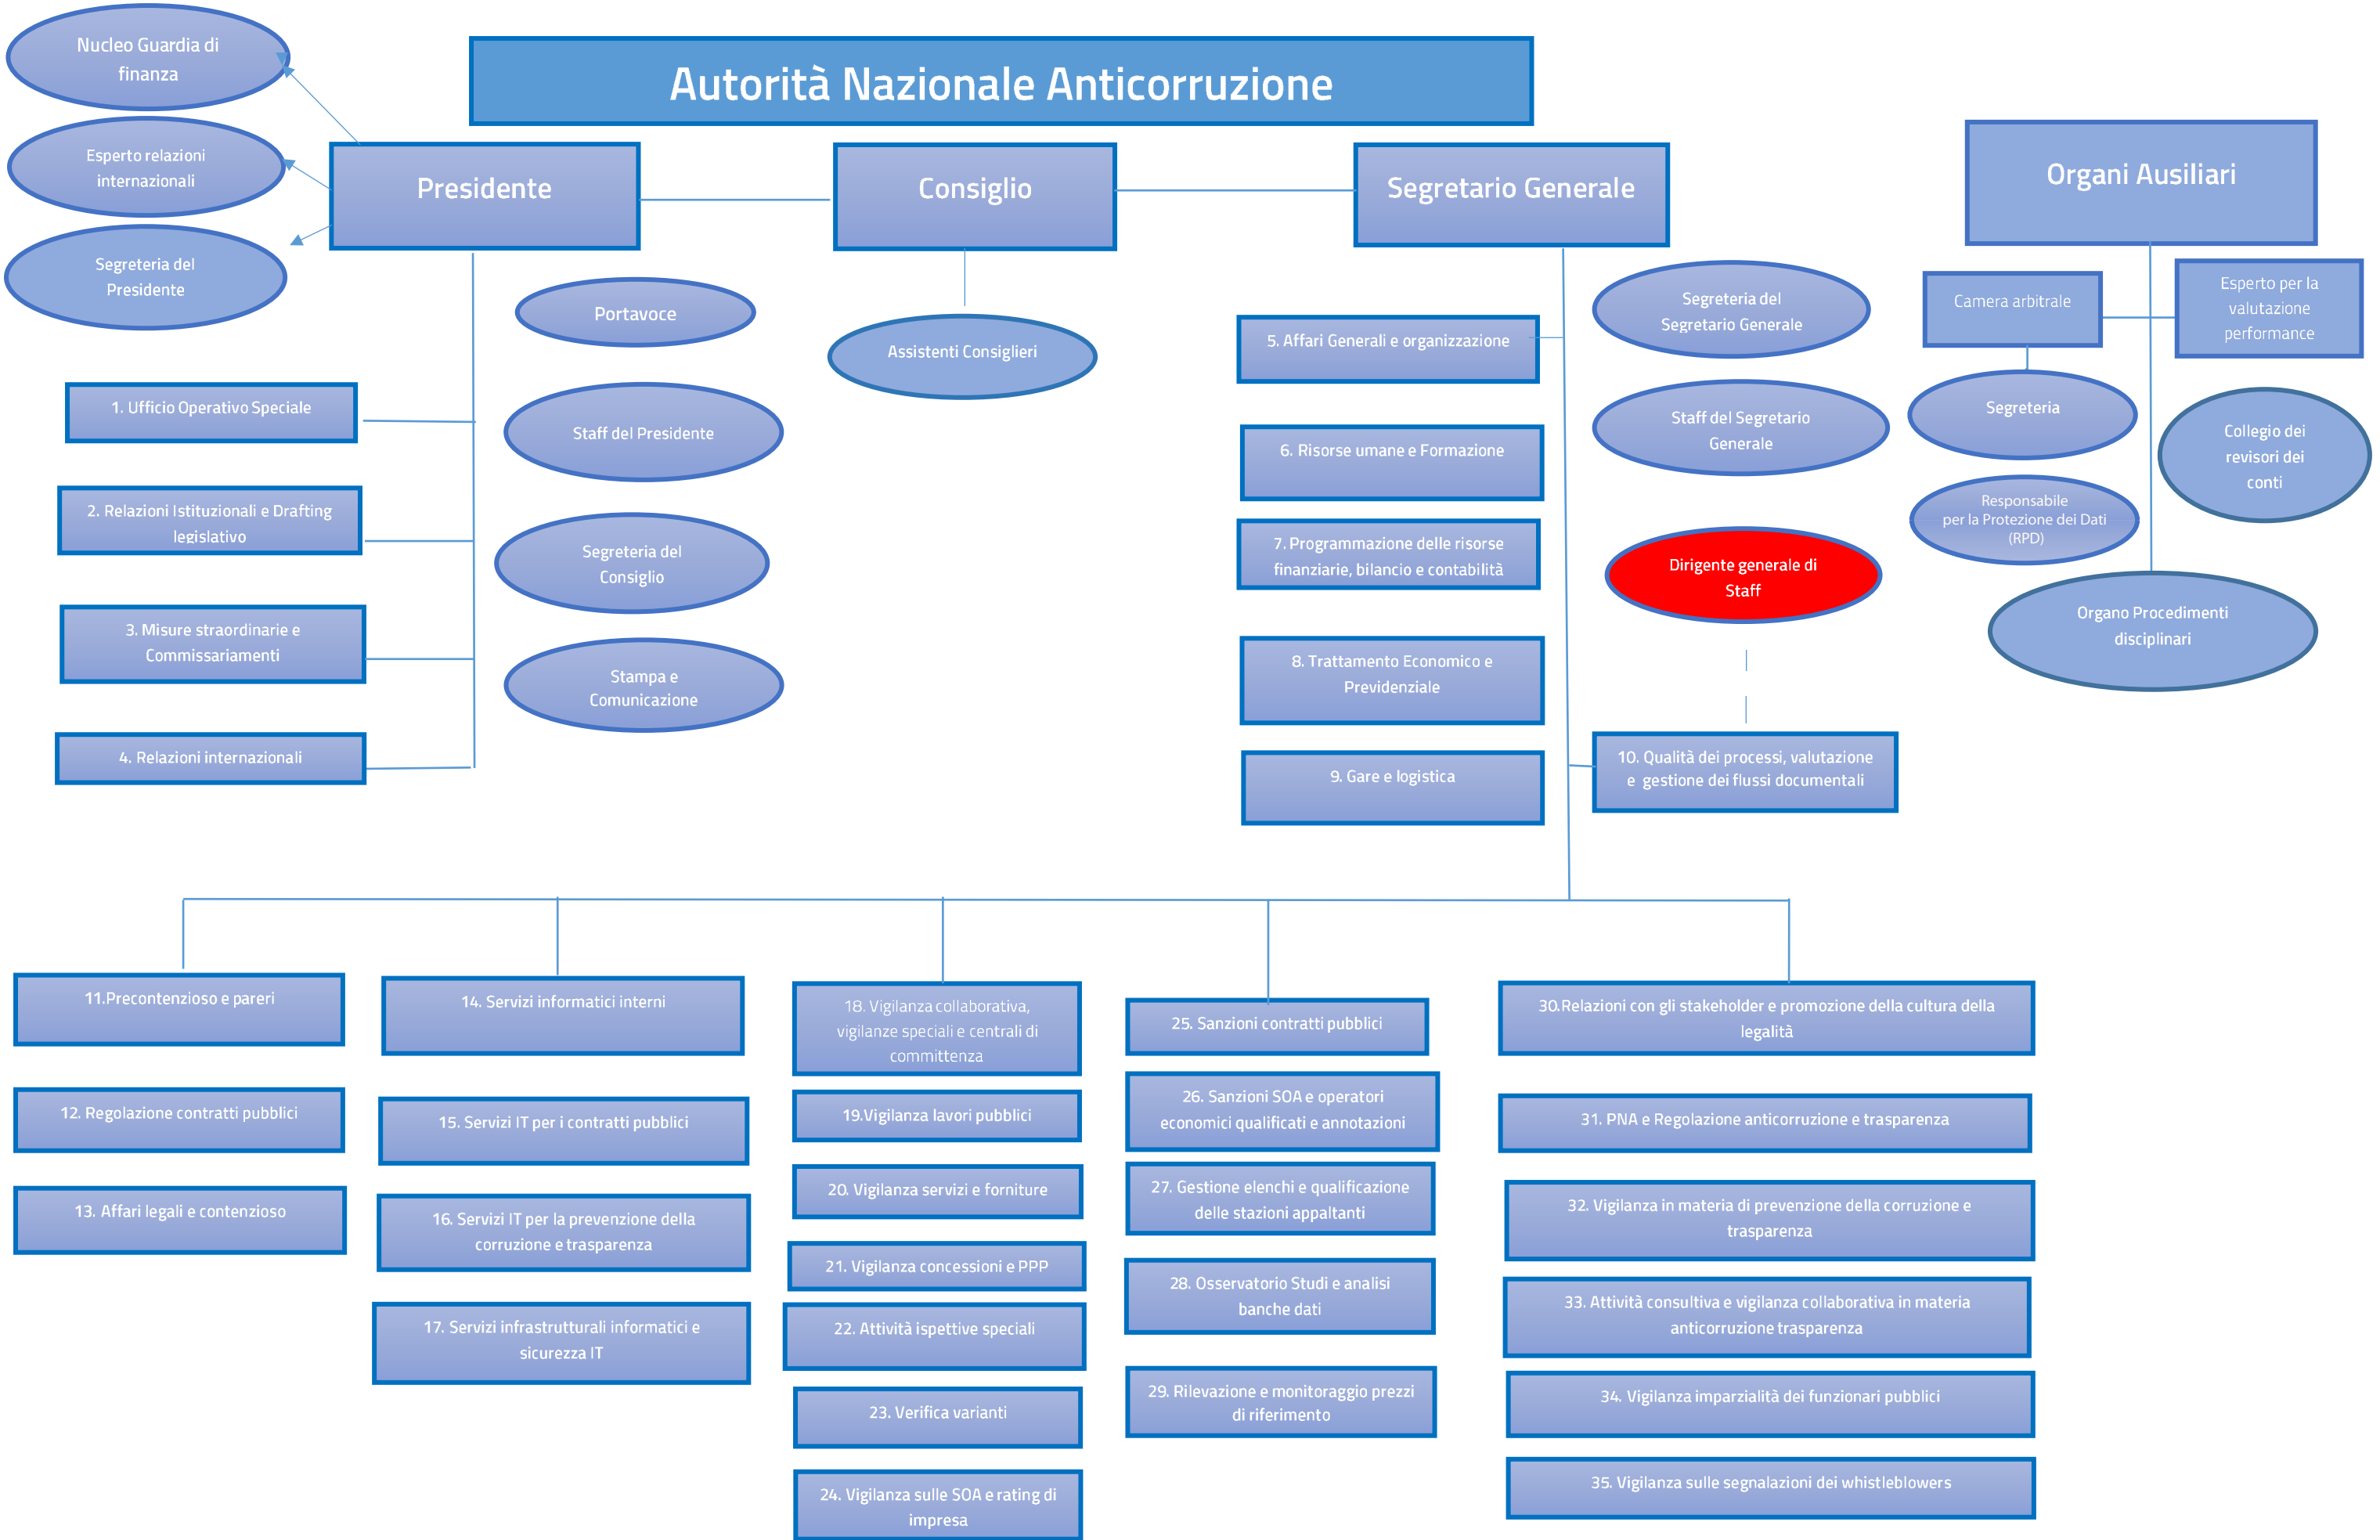 Autorità Nazionale Anticorruzione
Nucleo Guardia di
finanza
Esperto relazioni
internazionali
Segreteria del
Presidente
Presidente
Consiglio
Segretario Generale
Organi Ausiliari
Portavoce
Staff del Presidente
Segreteria del
Consiglio
Stampa e
Comunicazione
1. Ufficio Operativo Speciale
2. Relazioni Istituzionali e Drafting
legislativo
3. Misure straordinarie e
Commissariamenti
4. Relazioni internazionali
Assistenti Consiglieri
5. Affari Generali e organizzazione
6. Risorse umane e Formazione
7. Programmazione delle risorse
finanziarie, bilancio e contabilità
8. Trattamento Economico e
Previdenziale
9. Gare e logistica
Segreteria del
Segretario Generale
Staff del Segretario
Generale
Dirigente generale di
Staff
10. Qualità dei processi, valutazione
e gestione dei flussi documentali
Camera arbitrale
Esperto per la
valutazione
performance
Segreteria
Collegio dei
revisori dei
conti
Responsabile
per la Protezione dei Dati
(RPD)
Organo Procedimenti
disciplinari
11.Precontenzioso e pareri
12. Regolazione contratti pubblici
13. Affari legali e contenzioso
14. Servizi informatici interni
15. Servizi IT per i contratti pubblici
16. Servizi IT per la prevenzione della
corruzione e trasparenza
17. Servizi infrastrutturali informatici e
sicurezza IT
18. Vigilanza collaborativa,
vigilanze speciali e centrali di
committenza
19.Vigilanza lavori pubblici
20. Vigilanza servizi e forniture
21. Vigilanza concessioni e PPP
22. Attività ispettive speciali
23. Verifica varianti
24. Vigilanza sulle SOA e rating di
impresa
25. Sanzioni contratti pubblici
26. Sanzioni SOA e operatori
economici qualificati e annotazioni
27. Gestione elenchi e qualificazione
delle stazioni appaltanti
28. Osservatorio Studi e analisi
banche dati
29. Rilevazione e monitoraggio prezzi
di riferimento
30.Relazioni con gli stakeholder e promozione della cultura della
legalità
31. PNA e Regolazione anticorruzione e trasparenza
32. Vigilanza in materia di prevenzione della corruzione e
trasparenza
33. Attività consultiva e vigilanza collaborativa in materia
anticorruzione trasparenza
34. Vigilanza imparzialità dei funzionari pubblici
35. Vigilanza sulle segnalazioni dei whistleblowers